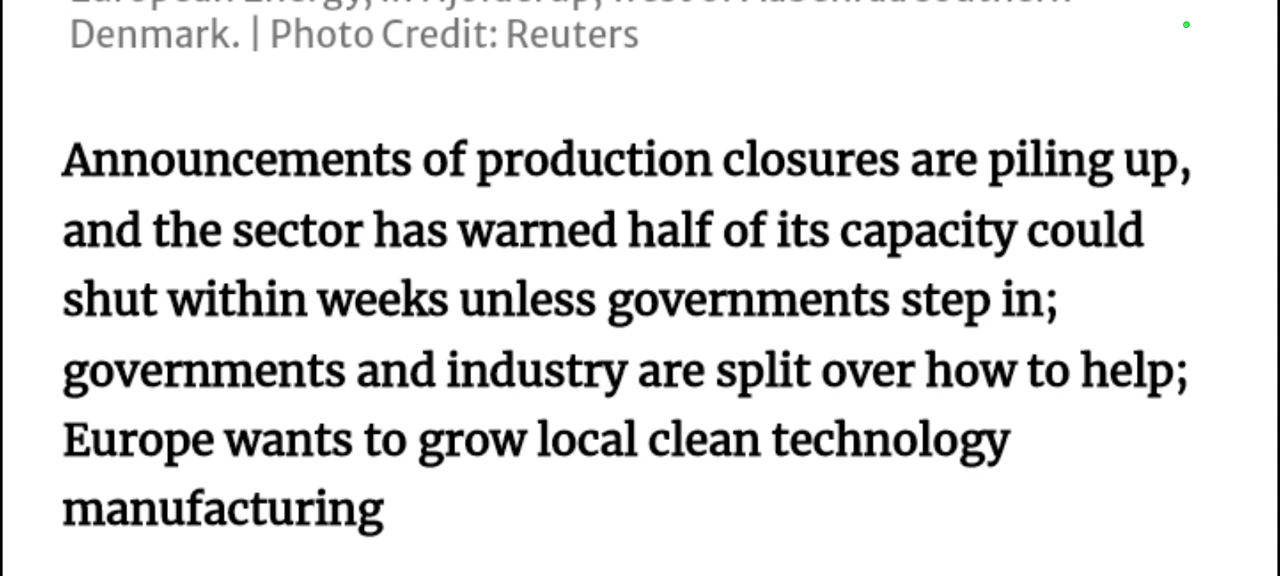 Denmark. | Photo Credit: Reuters
Announcements of production closures are piling up,
and the sector has warned half of its capacity could
shut within weeks unless governments step in;
governments and industry are split over how to help;
Europe wants to grow local clean technology
manufacturing